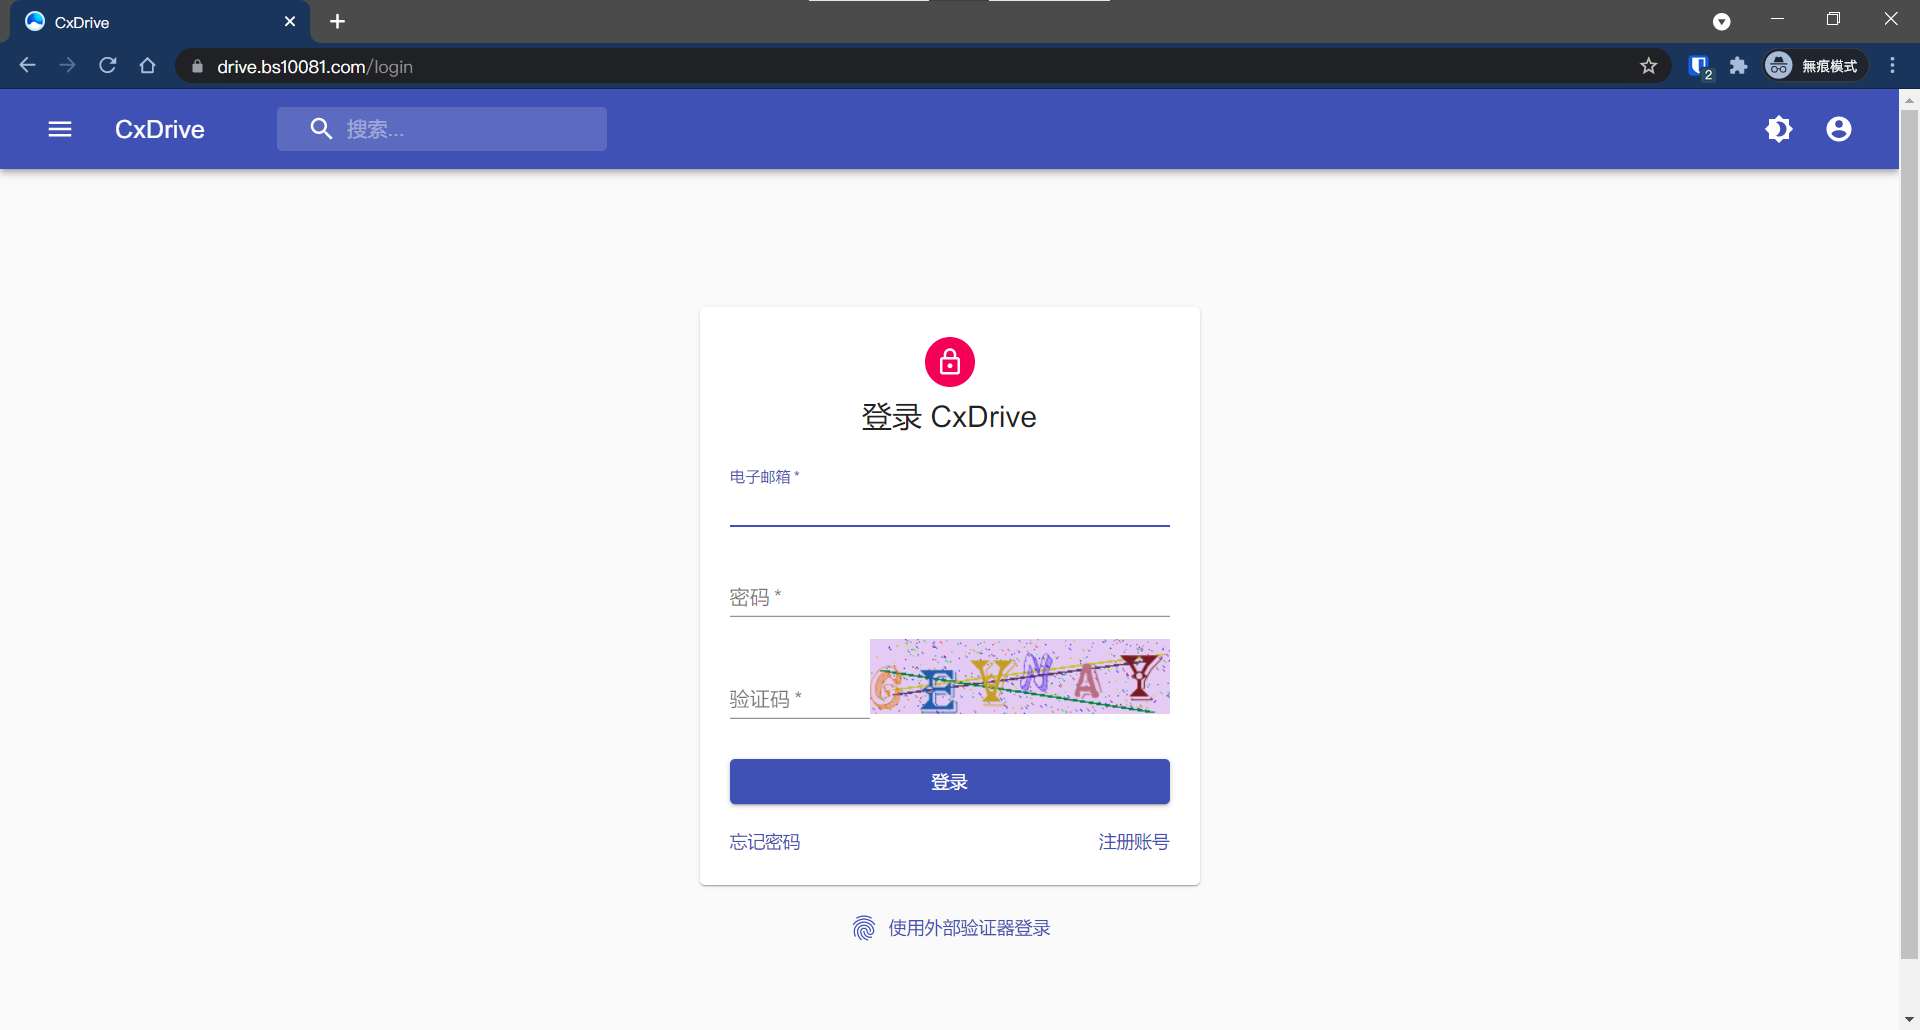 CxDrive
drive.bs10081.com/login
2
無痕模式
CxDrive
搜索...
登录 CxDrive
电子邮箱 *
密码 *
验证码 *
GEYNAY
登录
忘记密码
注册账号
使用外部验证器登录